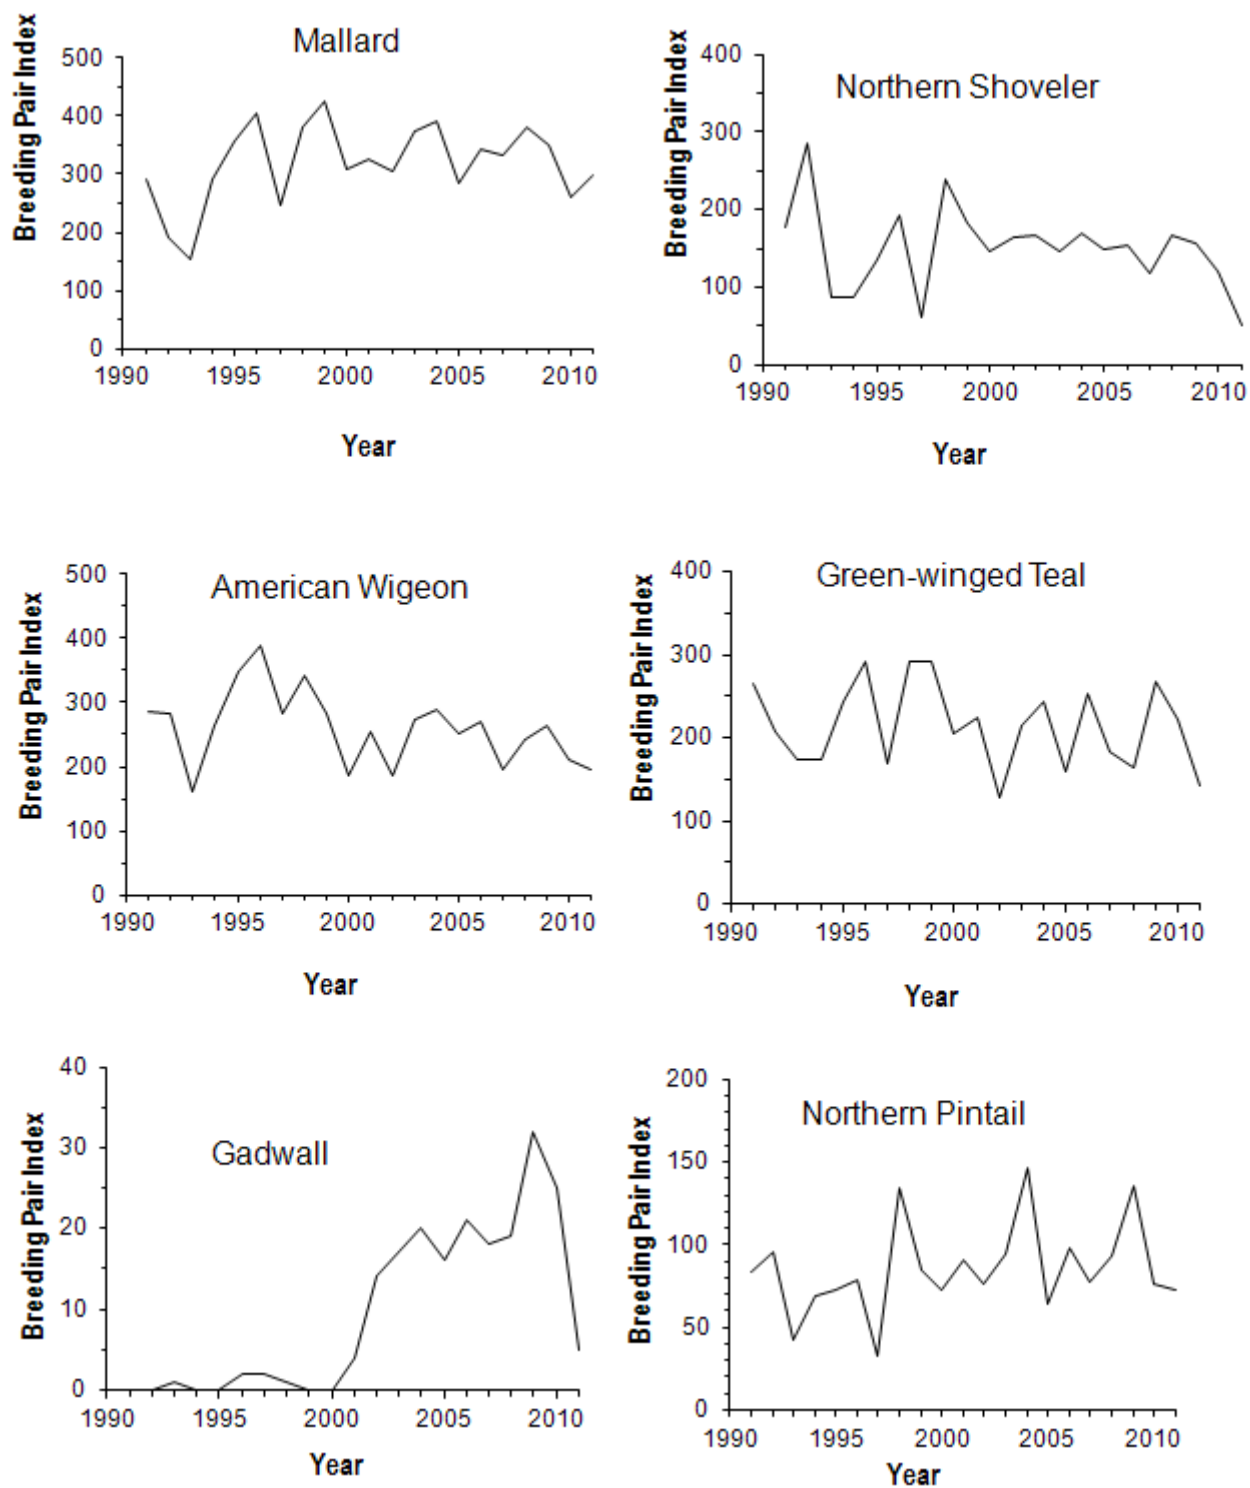 Mallard
Breeding Pair Index
500
400
300
200
100
0
1990 1995 2000 2005 2010
Year
Northern Shoveler
Breeding Pair Index
400
300
200
100
0
1990 1995 2000 2005 2010
Year
American Wigeon
Breeding Pair Index
500
400
300
200
100
0
1990 1995 2000 2005 2010
Year
Green-winged Teal
Breeding Pair Index
400
300
200
100
0
1990 1995 2000 2005 2010
Year
Gadwall
Breeding Pair Index
40
30
20
10
0
1990 1995 2000 2005 2010
Year
Northern Pintail
Breeding Pair Index
200
150
100
50
0
1990 1995 2000 2005 2010
Year